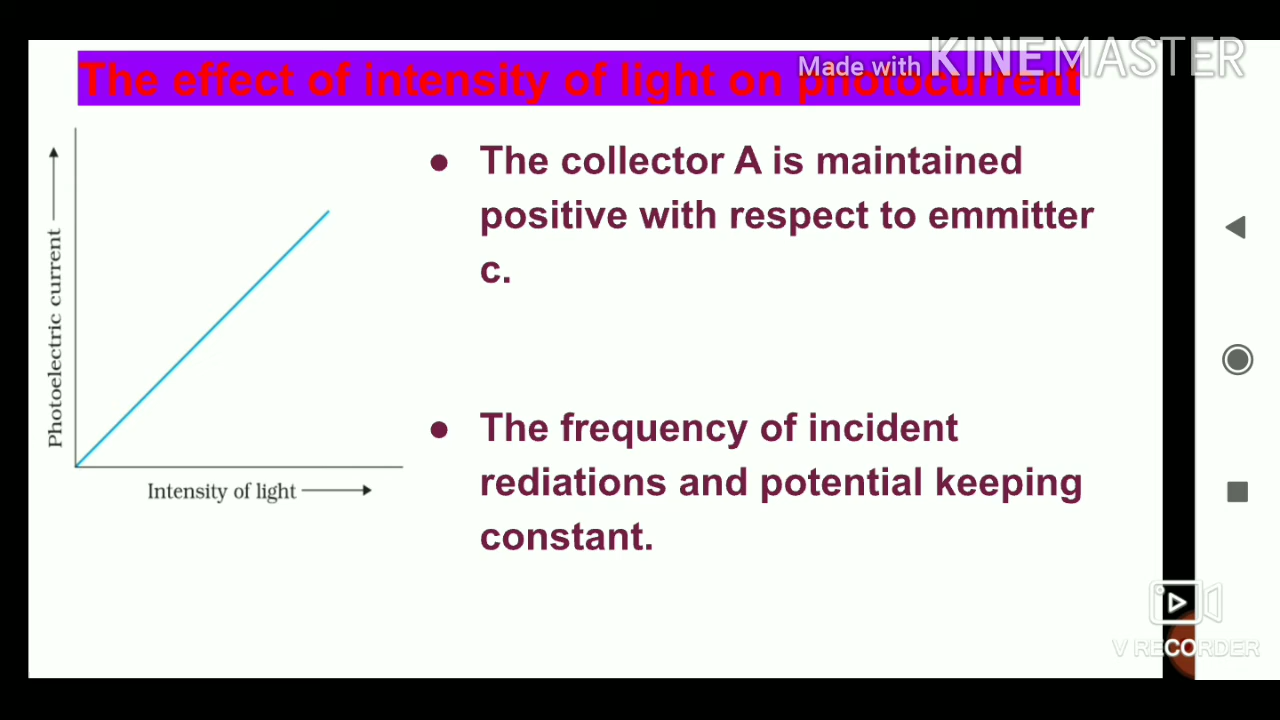 The effect of intensity of light on photocurrent
Made with KINEMASTER
The collector A is maintained
positive with respect to emmitter
c.
The frequency of incident
rediations and potential keeping
constant.
Photoelectric current
Intensity of light
V RECORDER